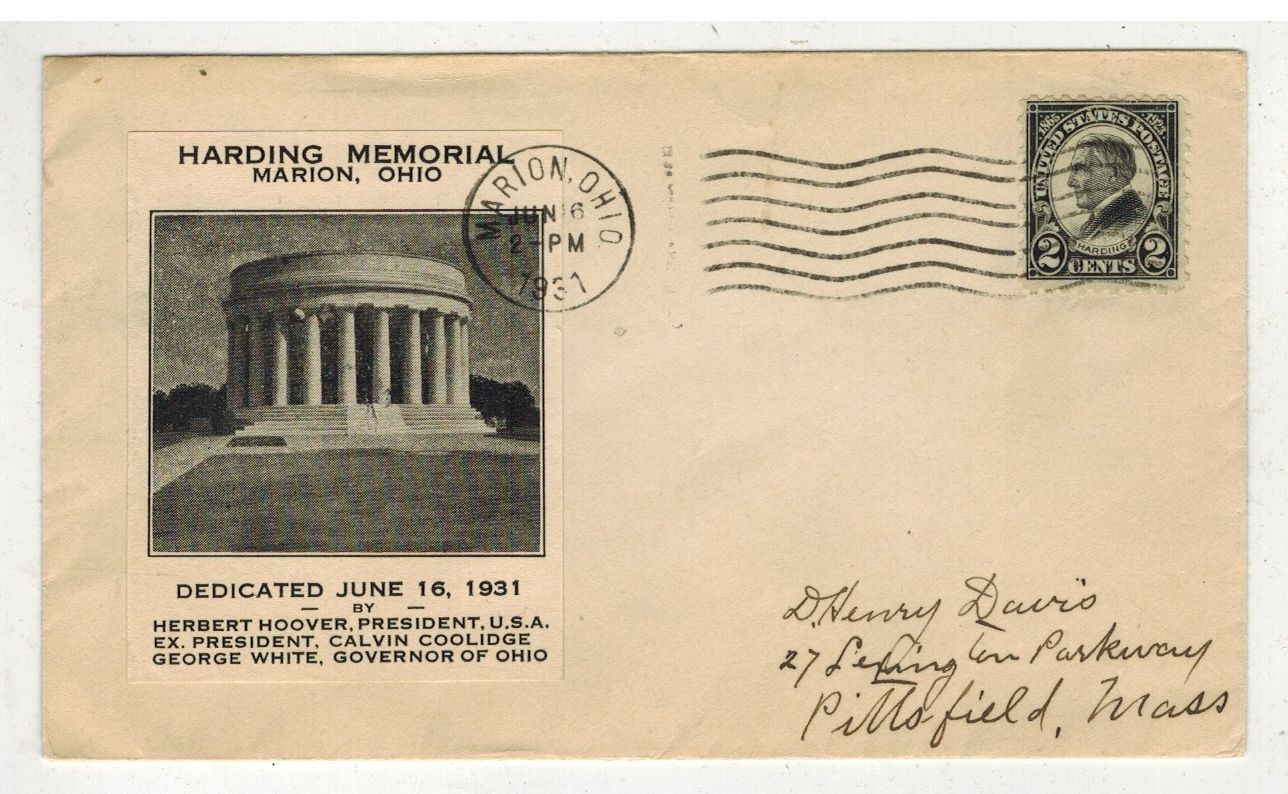 HARDING MEMORIAL
MARION, OHIO
MARION, OHIO
JUN 16
2-PM
1931
1865 1923
UNITED STATES POSTAGE
HARDING
2 CENTS 2
DEDICATED JUNE 16, 1931
— BY —
HERBERT HOOVER, PRESIDENT, U.S.A.
EX. PRESIDENT, CALVIN COOLIDGE
GEORGE WHITE, GOVERNOR OF OHIO
D. Henry Davis
27 Lexington Parkway
Pittsfield, Mass